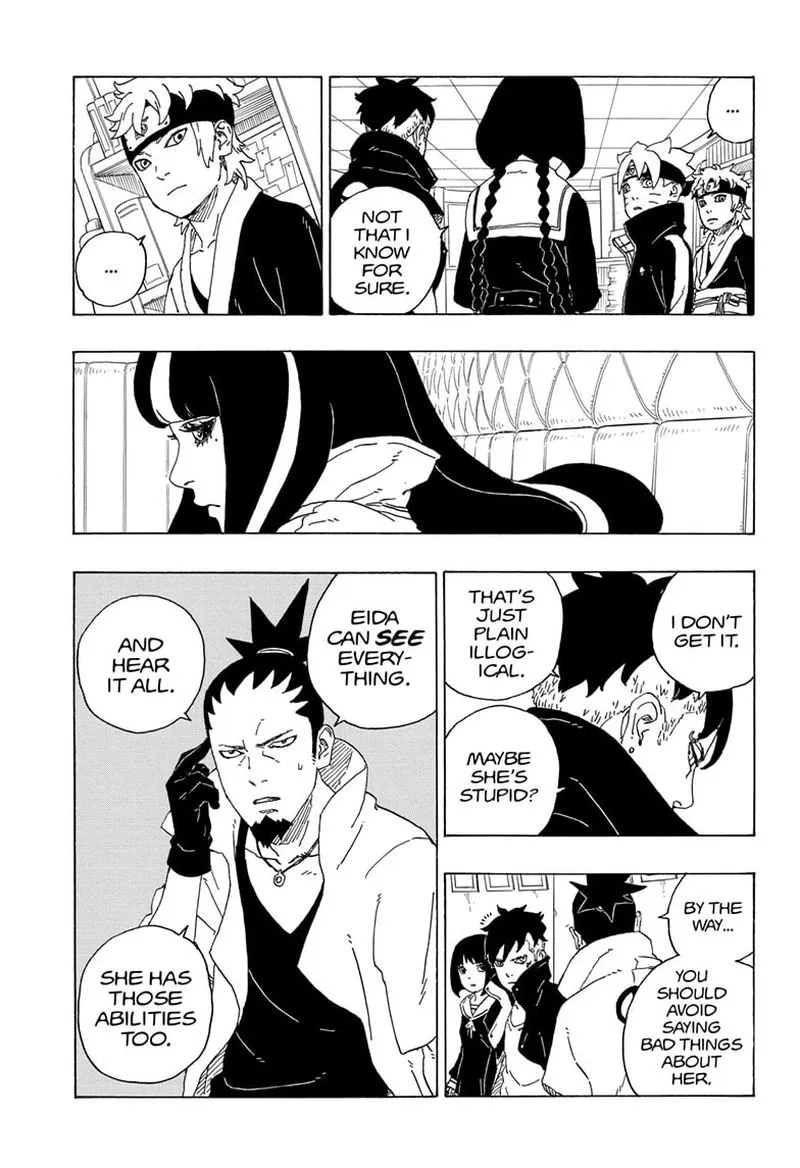 ...
NOT
THAT I
KNOW
FOR
SURE.
...
I DON'T
GET IT.
THAT'S
JUST
PLAIN
ILLOG-
ICAL.
MAYBE
SHE'S
STUPID?
EIDA
CAN SEE
EVERY-
THING.
AND
HEAR
IT ALL.
SHE HAS
THOSE
ABILITIES
TOO.
BY THE
WAY...
YOU
SHOULD
AVOID
SAYING
BAD THINGS
ABOUT
HER.